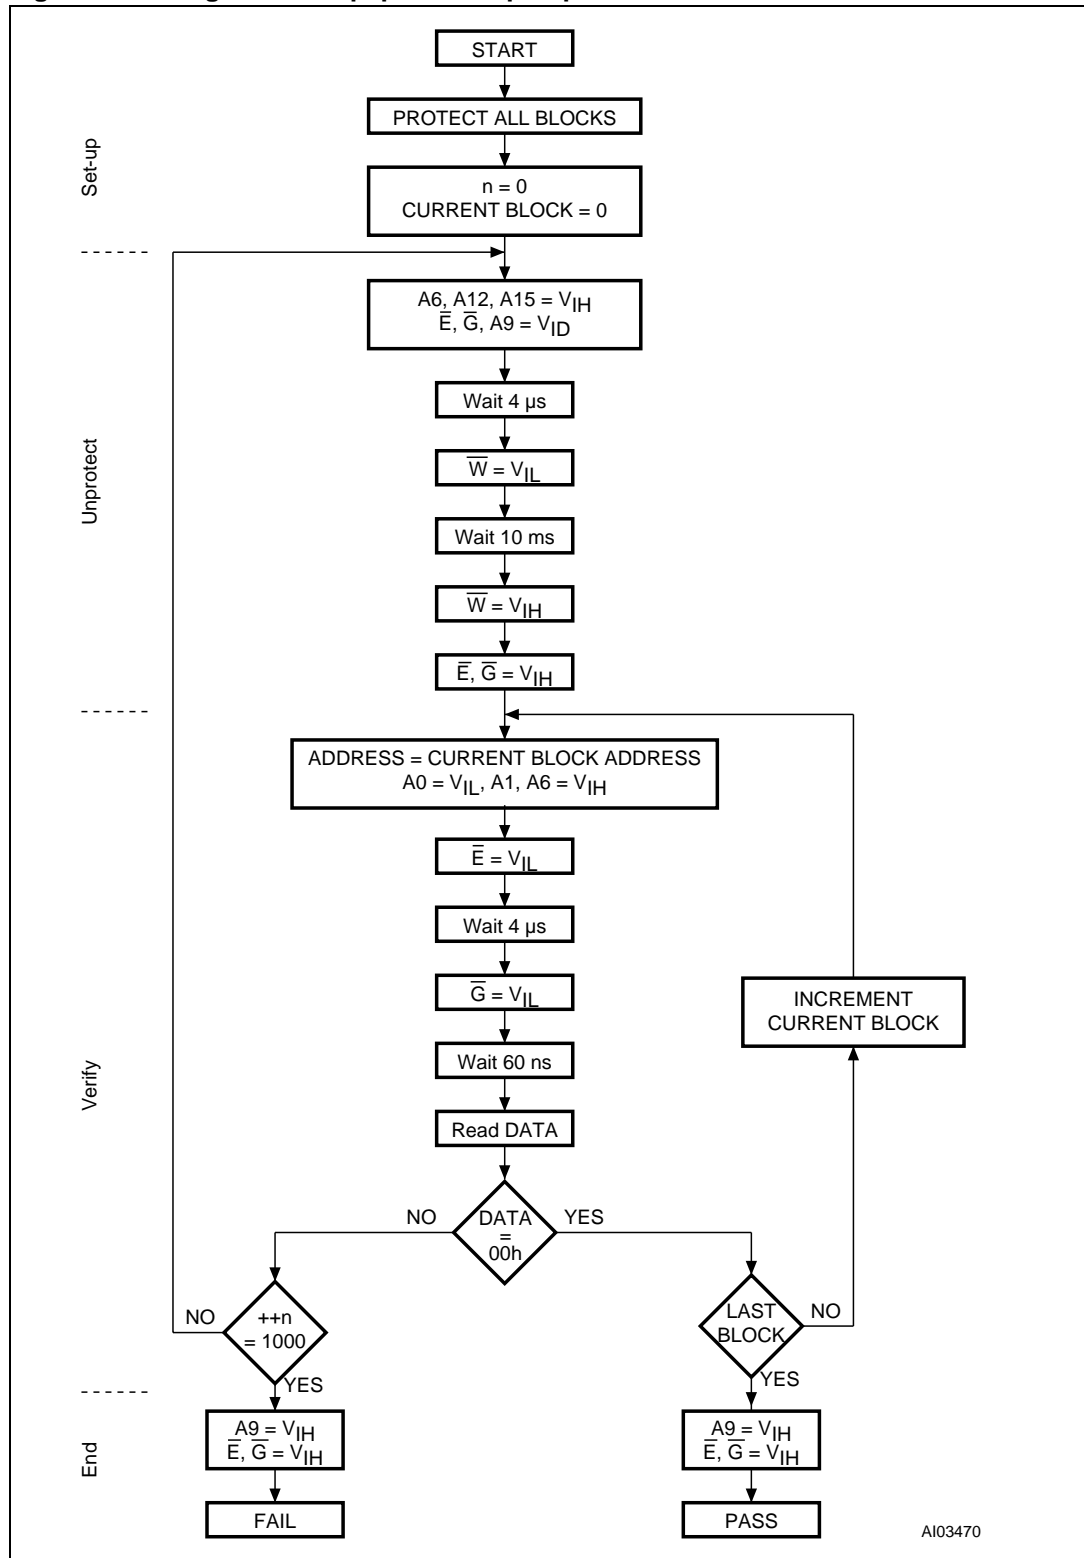 START
PROTECT ALL BLOCKS
Set-up
n = 0
CURRENT BLOCK = 0
A6, A12, A15 = VIH
E̅, G̅, A9 = VID
Wait 4 µs
Unprotect
W̅ = VIL
Wait 10 ms
W̅ = VIH
E̅, G̅ = VIH
ADDRESS = CURRENT BLOCK ADDRESS
A0 = VIL, A1, A6 = VIH
E̅ = VIL
Wait 4 µs
G̅ = VIL
INCREMENT
CURRENT BLOCK
Wait 60 ns
Verify
Read DATA
NO
DATA
=
00h
YES
NO
++n
= 1000
YES
LAST
BLOCK
NO
YES
End
A9 = VIH
E̅, G̅ = VIH
A9 = VIH
E̅, G̅ = VIH
FAIL
PASS
AI03470